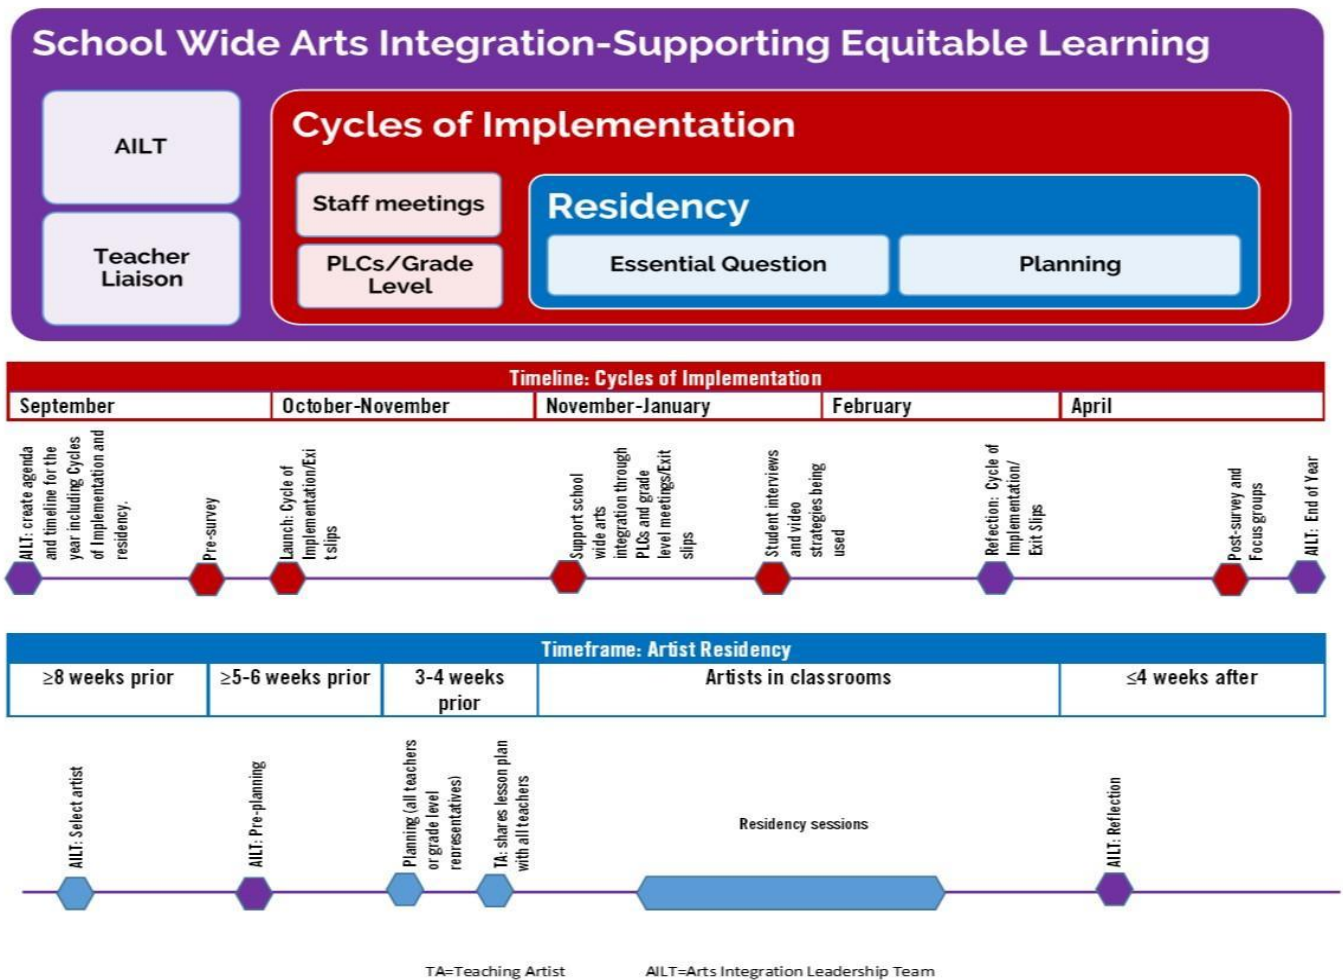 School Wide Arts Integration-Supporting Equitable Learning
AILT
Teacher
Liaison
Cycles of Implementation
Staff meetings
PLCs/Grade
Level
Residency
Essential Question
Planning
Timeline: Cycles of Implementation
September
October-November
November-January
February
April
AILT: create agenda
and timeline for the
year including Cycles
of Implementation and
residency.
Pre-survey
Launch: Cycle of
Implementation/Exi
t slips
Support school
wide arts
integration through
PLCs and grade
level meetings/Exit
slips
Student interviews
and video
strategies being
used
Refection: Cycle of
Implementation/
Exit Slips
Post-survey and
Focus groups
AILT: End of Year
Timeframe: Artist Residency
≥8 weeks prior
≥5-6 weeks prior
3-4 weeks
prior
Artists in classrooms
≤4 weeks after
AILT: Select artist
AILT: Pre-planning
Planning (all teachers
or grade level
representatives)
TA: shares lesson plan
with all teachers
Residency sessions
AILT: Reflection
TA=Teaching Artist
AILT=Arts Integration Leadership Team